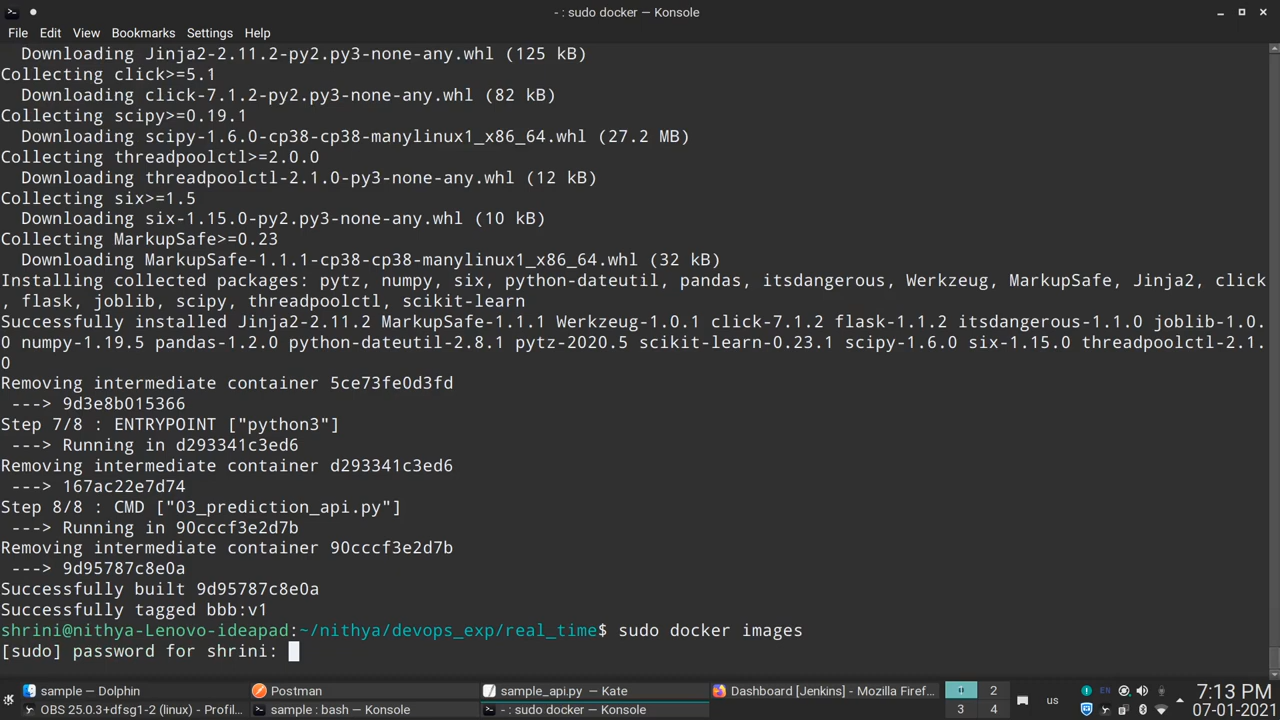 - : sudo docker — Konsole
File Edit View Bookmarks Settings Help
Downloading Jinja2-2.11.2-py2.py3-none-any.whl (125 kB)
Collecting click>=5.1
Downloading click-7.1.2-py2.py3-none-any.whl (82 kB)
Collecting scipy>=0.19.1
Downloading scipy-1.6.0-cp38-cp38-manylinux1_x86_64.whl (27.2 MB)
Collecting threadpoolctl>=2.0.0
Downloading threadpoolctl-2.1.0-py3-none-any.whl (12 kB)
Collecting six>=1.5
Downloading six-1.15.0-py2.py3-none-any.whl (10 kB)
Collecting MarkupSafe>=0.23
Downloading MarkupSafe-1.1.1-cp38-cp38-manylinux1_x86_64.whl (32 kB)
Installing collected packages: pytz, numpy, six, python-dateutil, pandas, itsdangerous, Werkzeug, MarkupSafe, Jinja2, click
, flask, joblib, scipy, threadpoolctl, scikit-learn
Successfully installed Jinja2-2.11.2 MarkupSafe-1.1.1 Werkzeug-1.0.1 click-7.1.2 flask-1.1.2 itsdangerous-1.1.0 joblib-1.0.
0 numpy-1.19.5 pandas-1.2.0 python-dateutil-2.8.1 pytz-2020.5 scikit-learn-0.23.1 scipy-1.6.0 six-1.15.0 threadpoolctl-2.1.
0
Removing intermediate container 5ce73fe0d3fd
---> 9d3e8b015366
Step 7/8 : ENTRYPOINT ["python3"]
---> Running in d293341c3ed6
Removing intermediate container d293341c3ed6
---> 167ac22e7d74
Step 8/8 : CMD ["03_prediction_api.py"]
---> Running in 90cccf3e2d7b
Removing intermediate container 90cccf3e2d7b
---> 9d95787c8e0a
Successfully built 9d95787c8e0a
Successfully tagged bbb:v1
shrini@nithya-Lenovo-ideapad:~/nithya/devops_exp/real_time$ sudo docker images
[sudo] password for shrini:
sample — Dolphin Postman sample_api.py — Kate Dashboard [Jenkins] - Mozilla Firef... 2 us EN 7:13 PM
OBS 25.0.3+dfsg1-2 (linux) - Profil... sample : bash — Konsole - : sudo docker — Konsole 3 4 07-01-2021